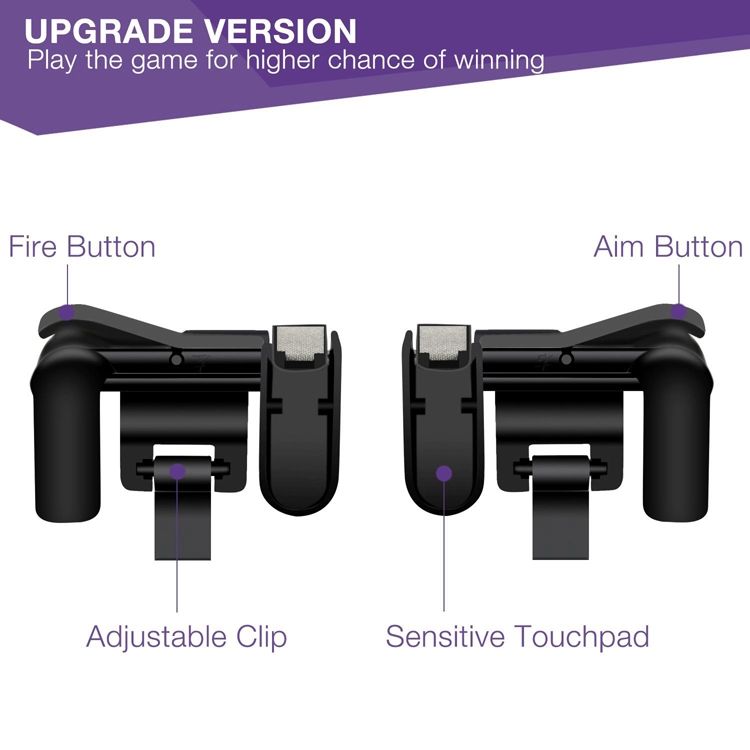 UPGRADE VERSION
Play the game for higher chance of winning
Fire Button
Aim Button
Adjustable Clip
Sensitive Touchpad